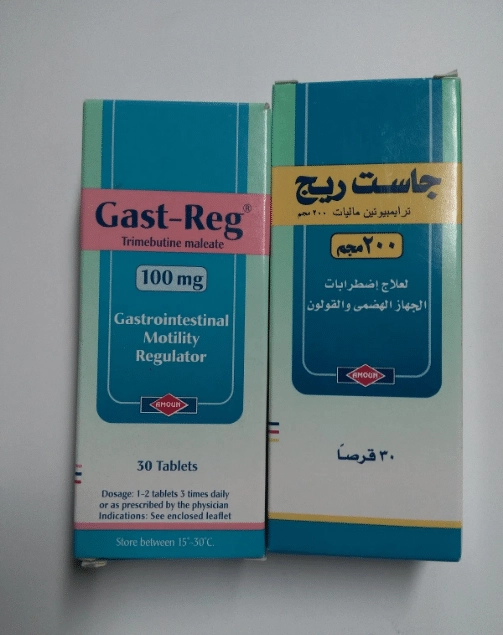 Gast-Reg®
Trimebutine maleate
100 mg
Gastrointestinal
Motility
Regulator
AMOUN
30 Tablets
Dosage: 1-2 tablets 3 times daily
or as prescribed by the physician
Indications: See enclosed leaflet
Store between 15°-30°C.
جاست ريج
ترايمبيوتين ماليات ٢٠٠ مجم
٢٠٠ مجم
لعلاج إضطرابات
الجهاز الهضمى والقولون
AMOUN
٣٠ قرصاً